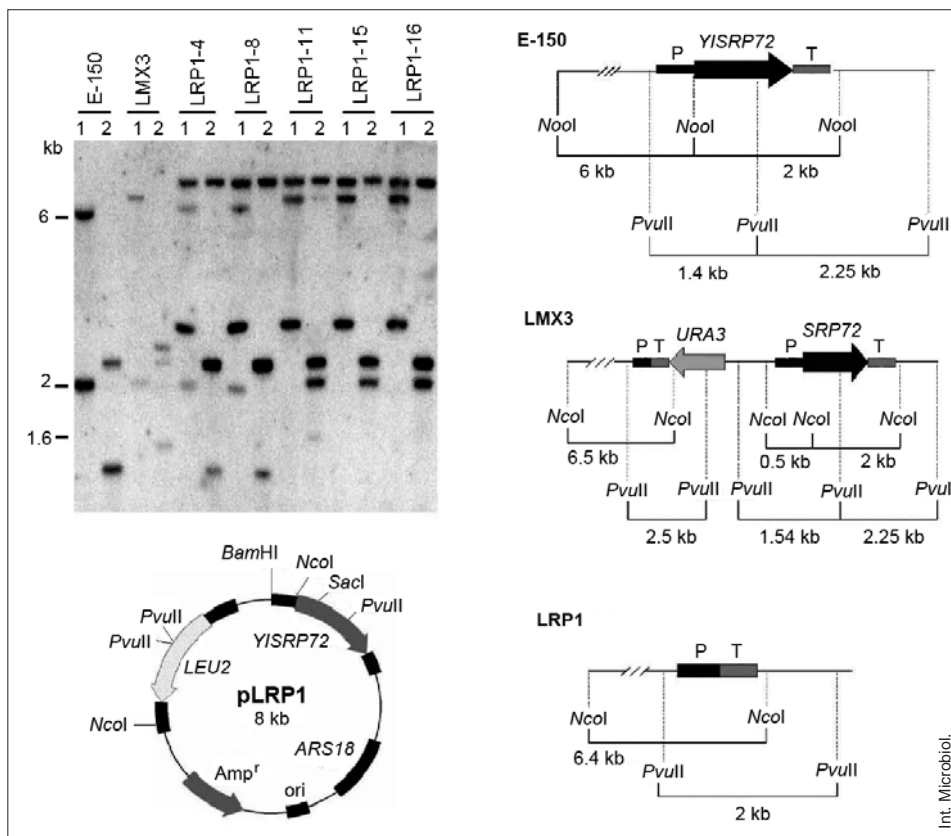 E-150
LMX3
LRP1-4
LRP1-8
LRP1-11
LRP1-15
LRP1-16
1 2 1 2 1 2 1 2 1 2 1 2 1 2
kb
6
2
1.6
BamHI
NcoI
SacI
PvuII
PvuII
PvuII
YlSRP72
LEU2
pLRP1
8 kb
NcoI
ARS18
Ampr
ori
E-150
YlSRP72
P T
NooI NooI NooI
6 kb 2 kb
PvuII PvuII PvuII
1.4 kb 2.25 kb
LMX3
URA3 SRP72
P T P T
NcoI NcoI NcoI NcoI NcoI
6.5 kb 0.5 kb 2 kb
PvuII PvuII PvuII PvuII PvuII
2.5 kb 1.54 kb 2.25 kb
LRP1
P T
NcoI NcoI
6.4 kb
PvuII PvuII
2 kb
Int. Microbiol.